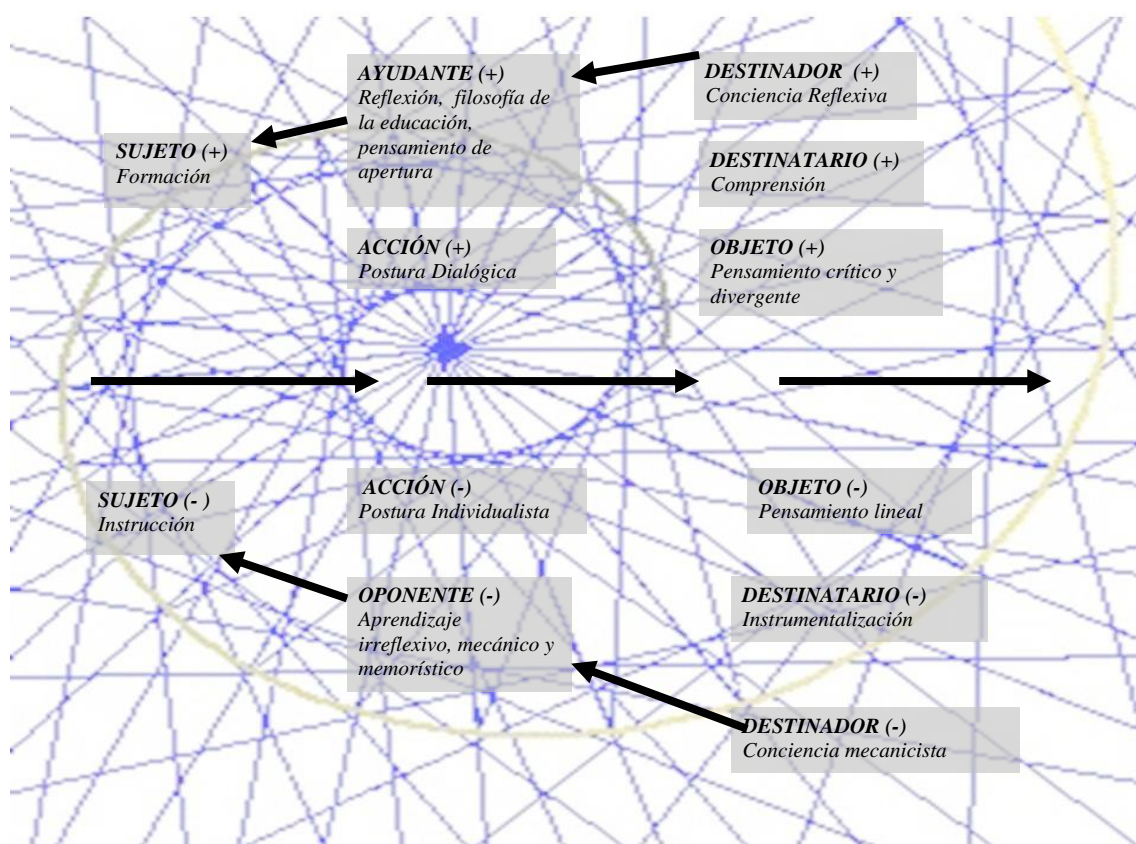 AYUDANTE (+)
Reflexión, filosofía de
la educación,
pensamiento de
apertura
DESTINADOR (+)
Conciencia Reflexiva
SUJETO (+)
Formación
DESTINATARIO (+)
Comprensión
ACCIÓN (+)
Postura Dialógica
OBJETO (+)
Pensamiento crítico y
divergente
SUJETO (- )
Instrucción
ACCIÓN (-)
Postura Individualista
OBJETO (-)
Pensamiento lineal
OPONENTE (-)
Aprendizaje
irreflexivo, mecánico y
memorístico
DESTINATARIO (-)
Instrumentalización
DESTINADOR (-)
Conciencia mecanicista